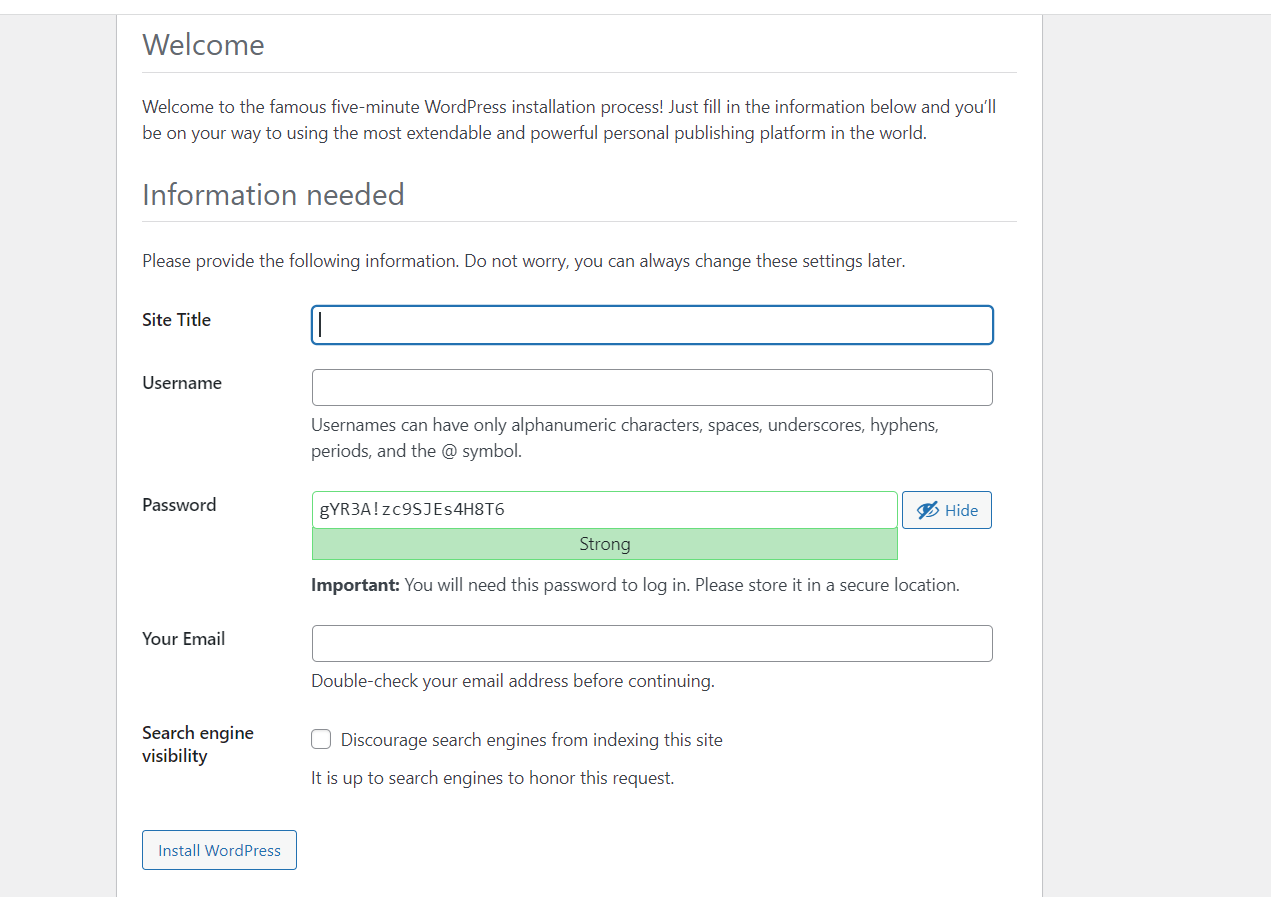 Welcome
Welcome to the famous five-minute WordPress installation process! Just fill in the information below and you’ll
be on your way to using the most extendable and powerful personal publishing platform in the world.
Information needed
Please provide the following information. Do not worry, you can always change these settings later.
Site Title
Username
Usernames can have only alphanumeric characters, spaces, underscores, hyphens,
periods, and the @ symbol.
Password
gYR3A!zc9SJEs4H8T6
Hide
Strong
Important: You will need this password to log in. Please store it in a secure location.
Your Email
Double-check your email address before continuing.
Search engine
visibility
Discourage search engines from indexing this site
It is up to search engines to honor this request.
Install WordPress